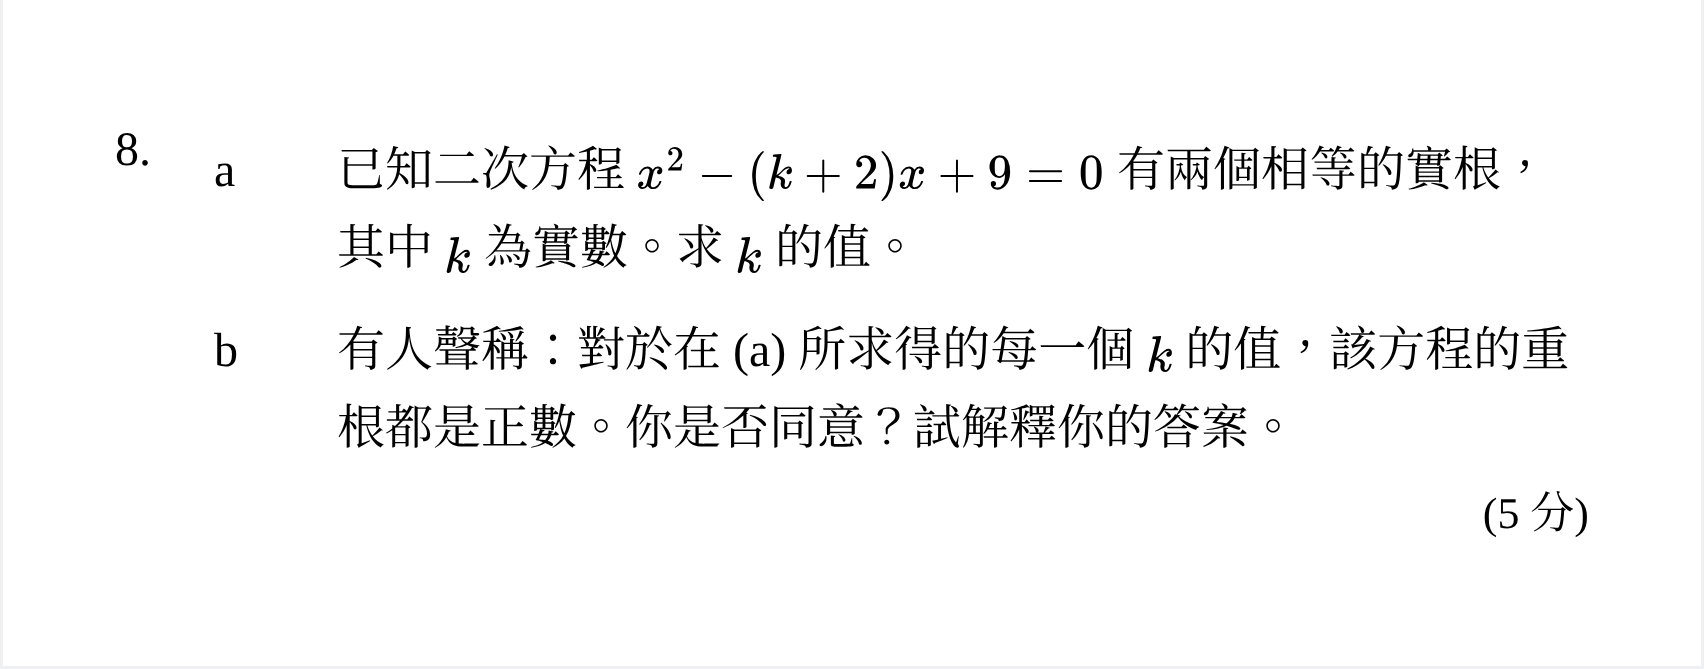 8. a 已知二次方程 x² − (k + 2)x + 9 = 0 有兩個相等的實根，
其中 k 為實數。求 k 的值。
b 有人聲稱：對於在 (a) 所求得的每一個 k 的值，該方程的重
根都是正數。你是否同意？試解釋你的答案。
(5 分)